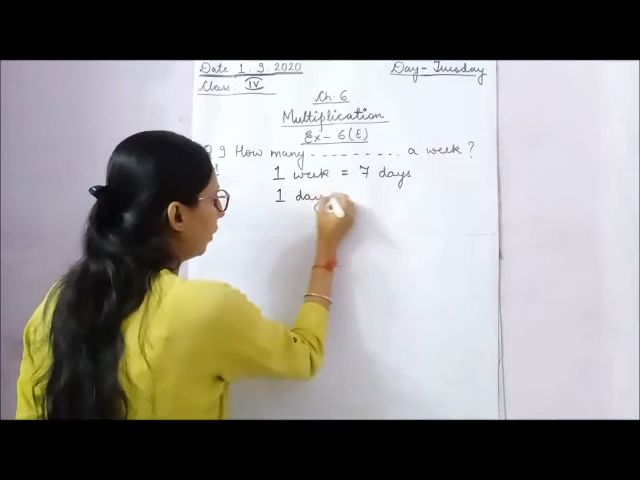 Date 1.9.2020 Day - Tuesday
Class : IV
Ch. 6
Multiplication
Ex - 6 (E)
Q 9 How many - - - - - - - - . a week ?
1 week = 7 days
1 day